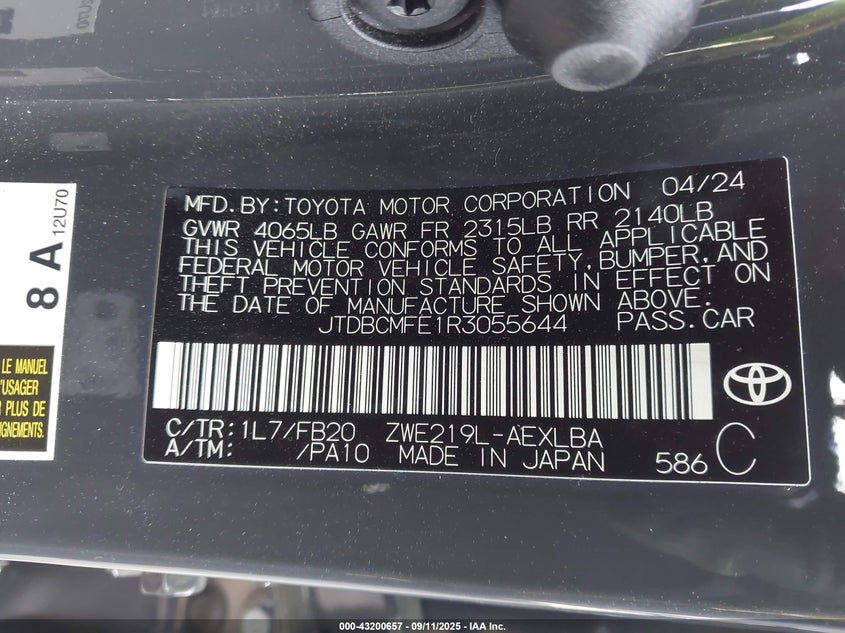 MFD.BY:TOYOTA MOTOR CORPORATION 04/24
GVWR 4065LB GAWR FR 2315LB RR 2140LB
THIS VEHICLE CONFORMS TO ALL APPLICABLE
FEDERAL MOTOR VEHICLE SAFETY, BUMPER, AND
THEFT PREVENTION STANDARDS IN EFFECT ON
THE DATE OF MANUFACTURE SHOWN ABOVE.
JTDBCMFE1R3055644 PASS.CAR
C/TR:1L7/FB20 ZWE219L-AEXLBA
A/TM: /PA10 MADE IN JAPAN 586 C
8 A 12U70
LE MANUEL
'USAGER
PLUS DE
GNEMENTS.
000-43200657 - 09/11/2025 - IAA Inc.